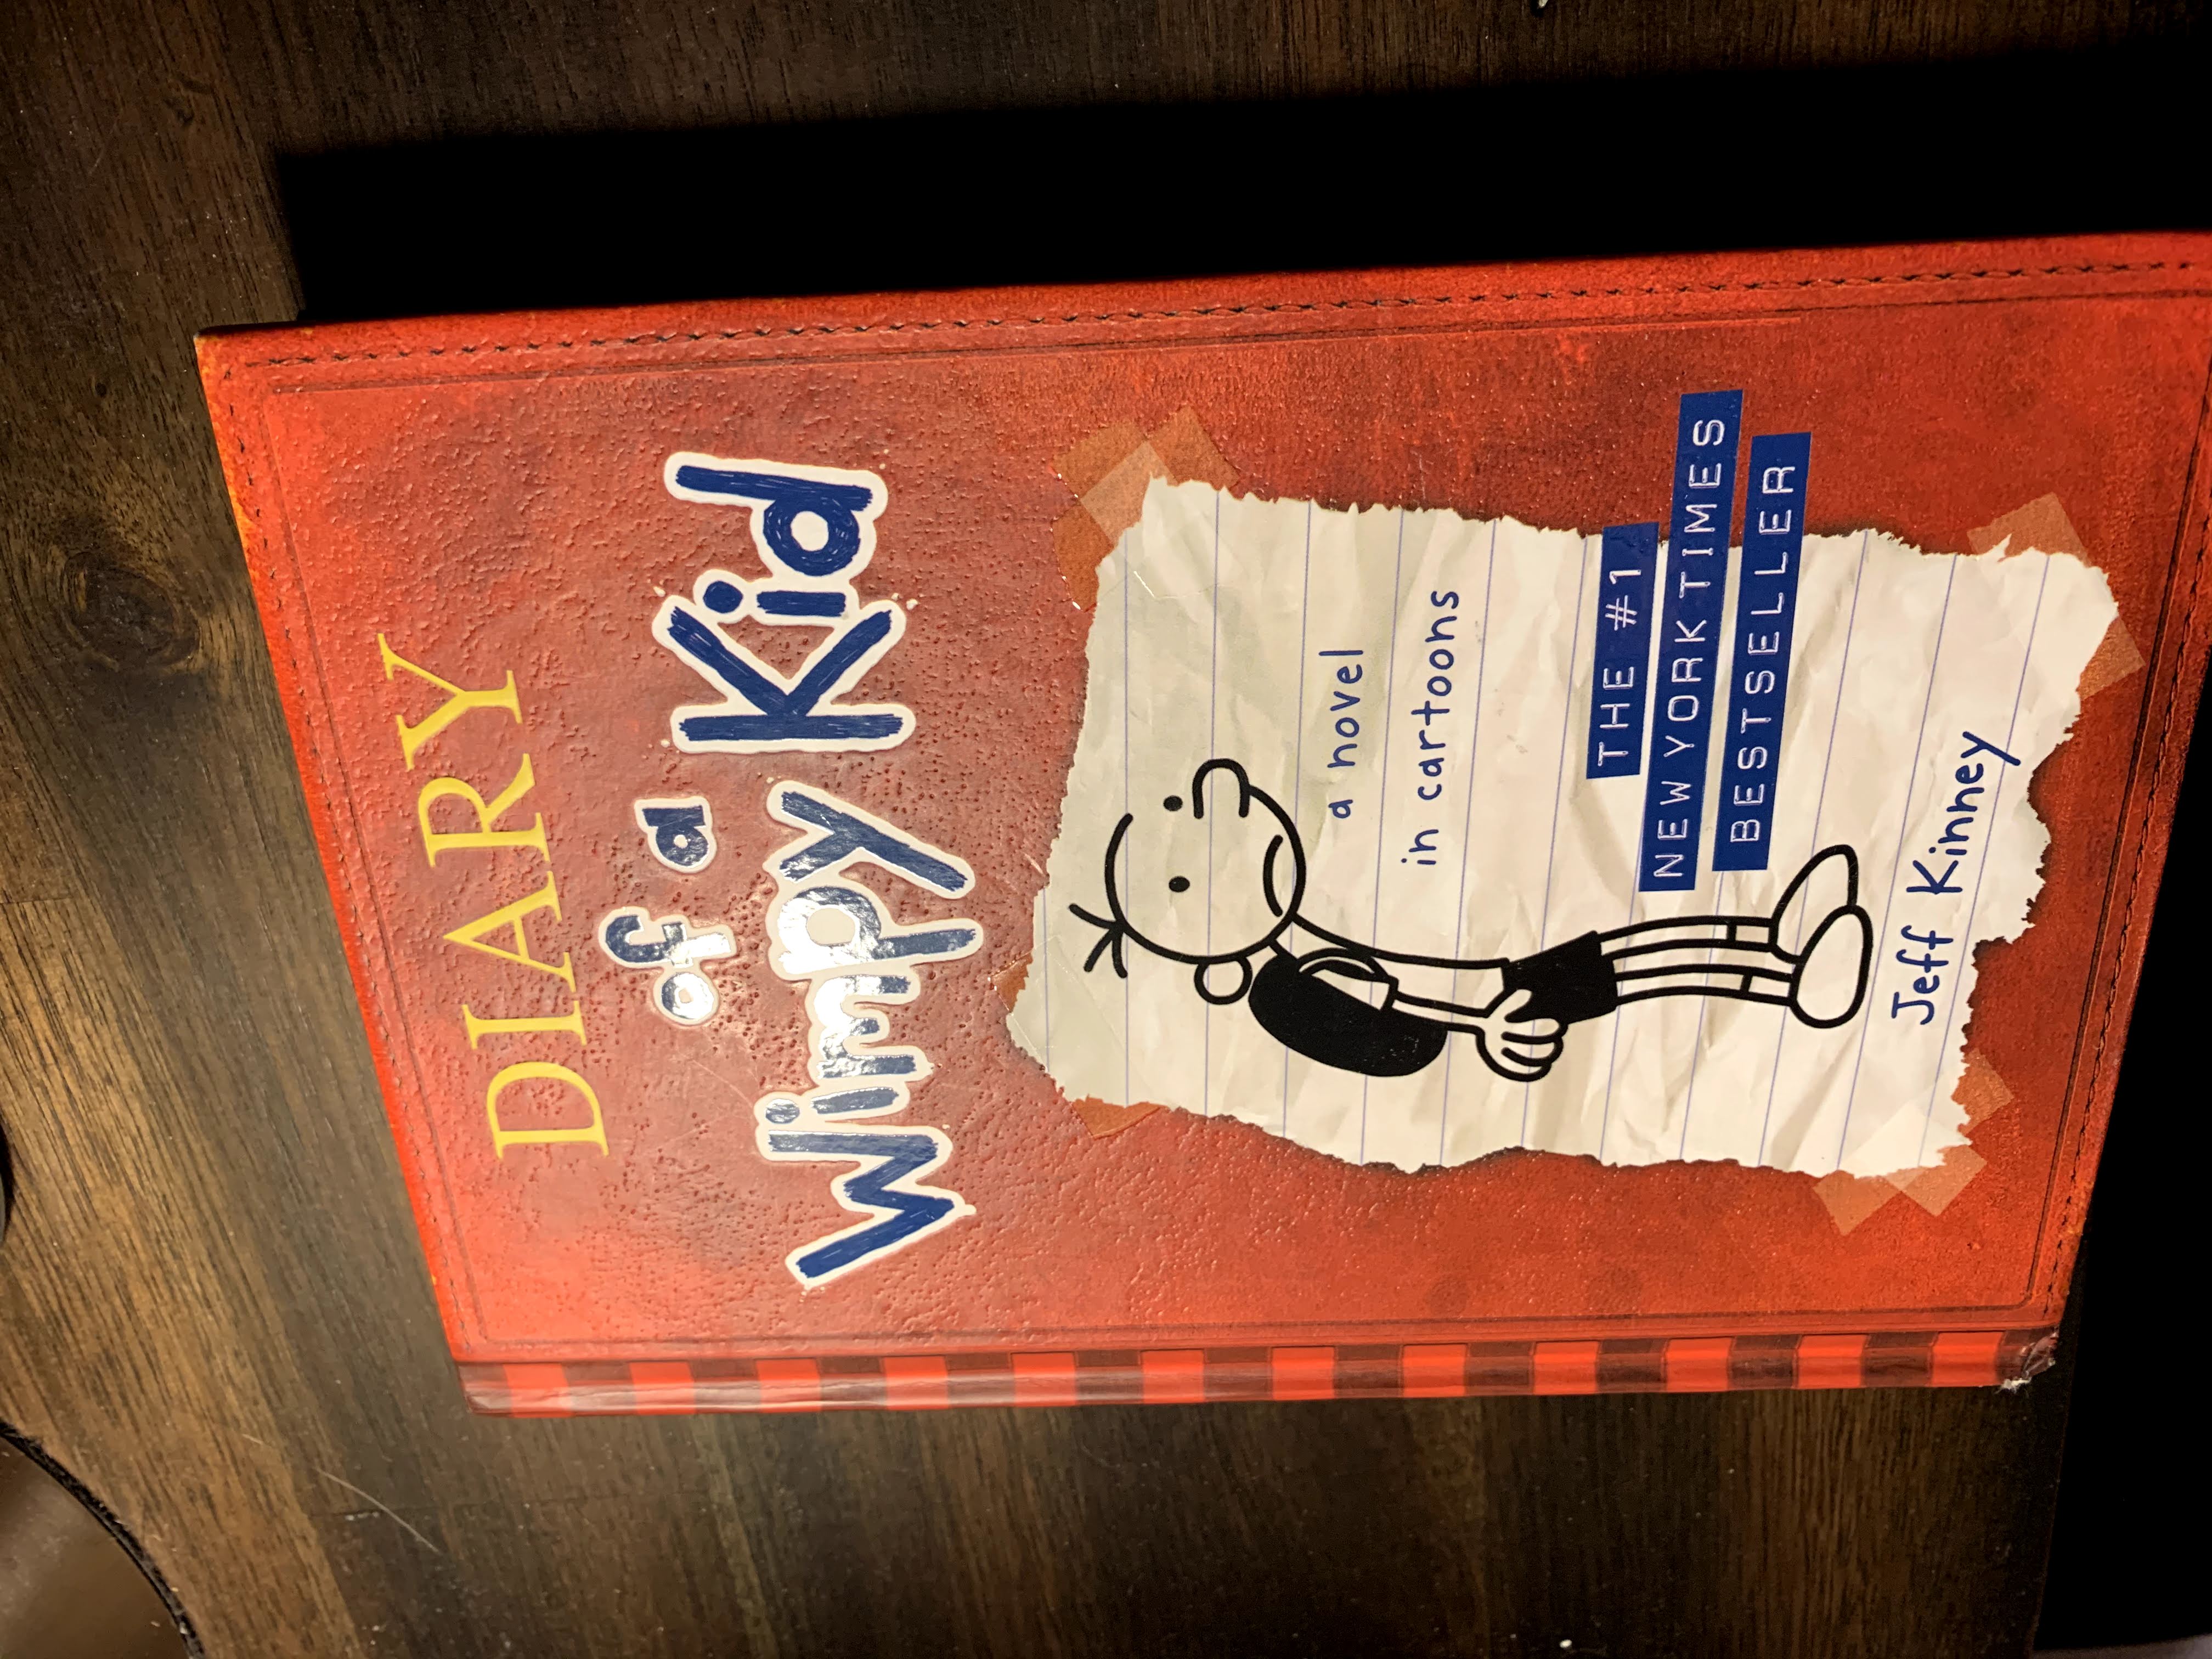 DIARY
of a
Wimpy Kid
a novel
in cartoons
THE #1
NEW YORK TIMES
BESTSELLER
Jeff Kinney